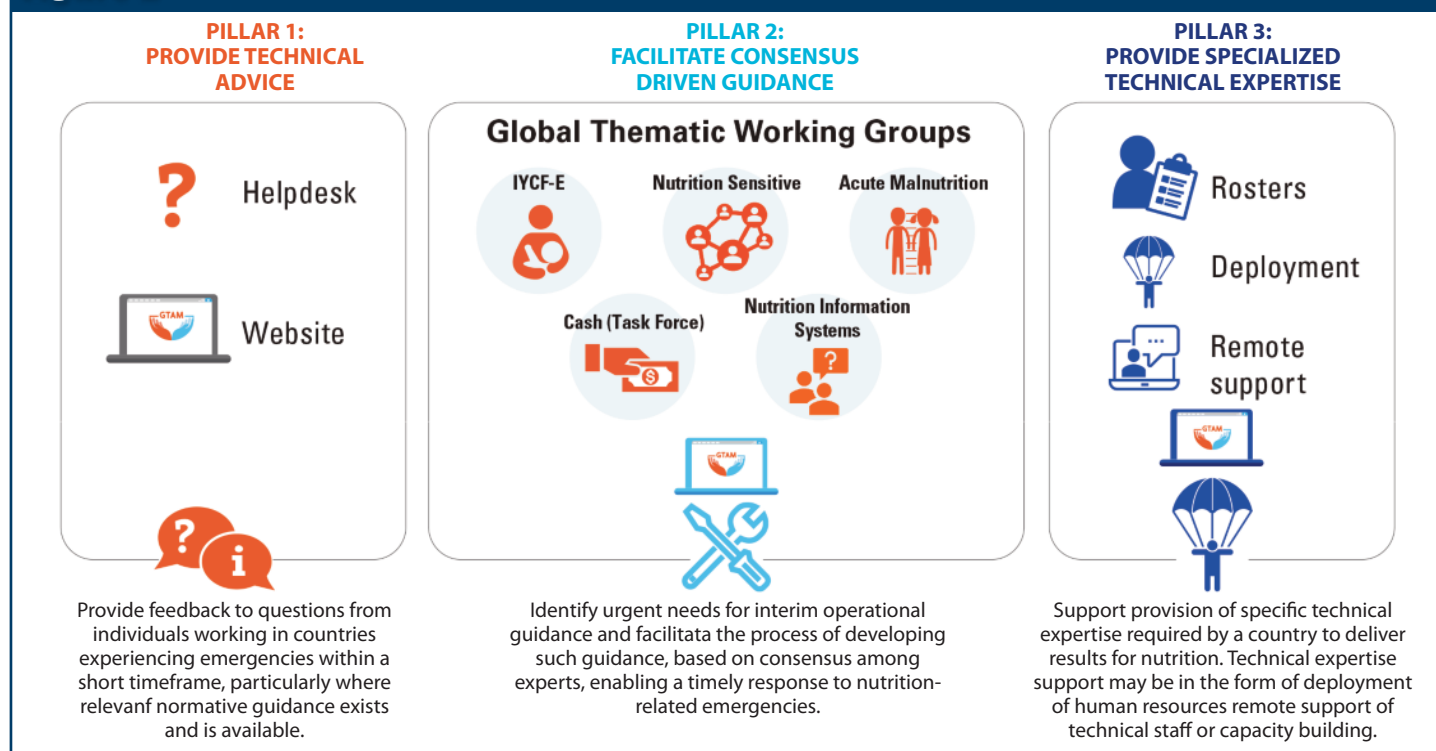 PILLAR 1:
PROVIDE TECHNICAL
ADVICE
Helpdesk
GTAM
Website
Provide feedback to questions from
individuals working in countries
experiencing emergencies within a
short timeframe, particularly where
relevanf normative guidance exists
and is available.
PILLAR 2:
FACILITATE CONSENSUS
DRIVEN GUIDANCE
Global Thematic Working Groups
IYCF-E
Nutrition Sensitive
Acute Malnutrition
Cash (Task Force)
Nutrition Information
Systems
GTAM
Identify urgent needs for interim operational
guidance and facilitata the process of developing
such guidance, based on consensus among
experts, enabling a timely response to nutrition-
related emergencies.
PILLAR 3:
PROVIDE SPECIALIZED
TECHNICAL EXPERTISE
Rosters
Deployment
Remote
support
GTAM
Support provision of specific technical
expertise required by a country to deliver
results for nutrition. Technical expertise
support may be in the form of deployment
of human resources remote support of
technical staff or capacity building.